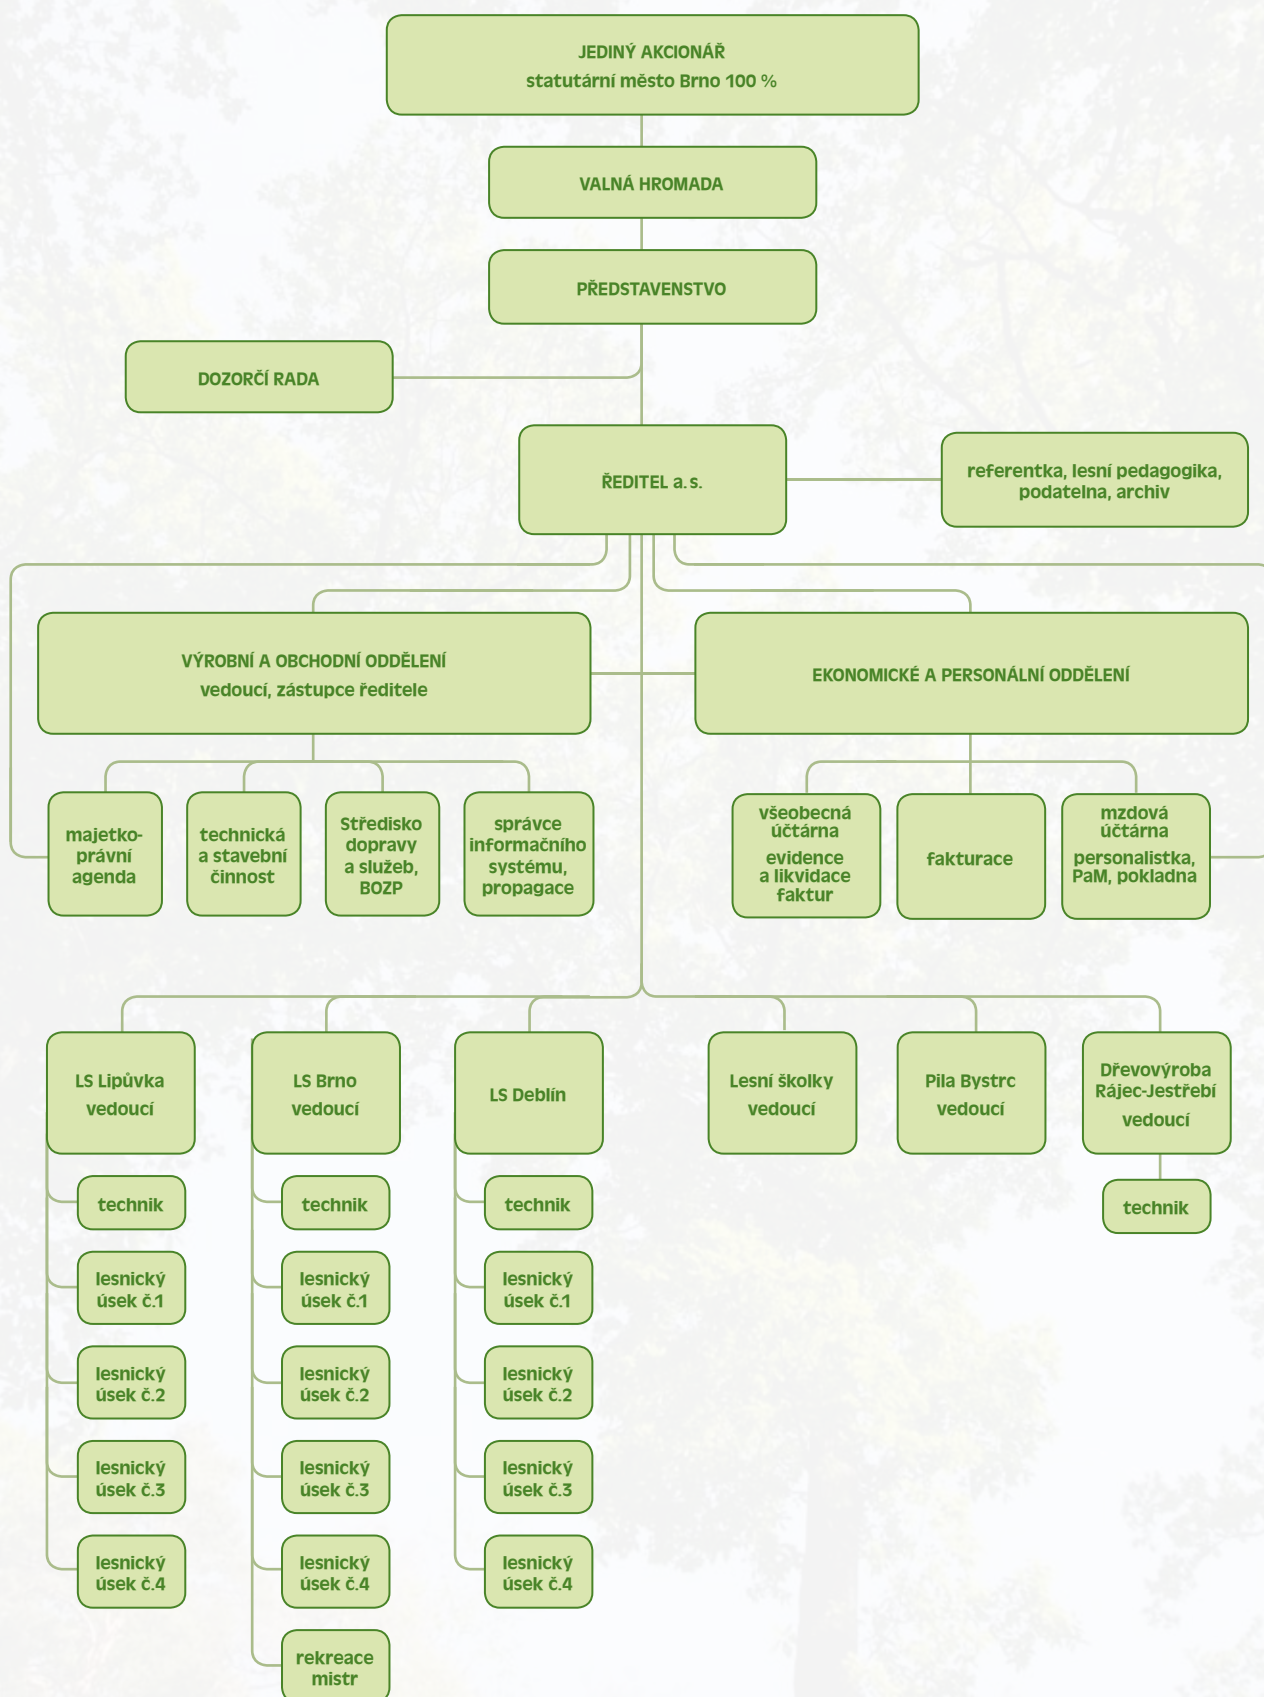 JEDINÝ AKCIONÁŘ
statutární město Brno 100 %
VALNÁ HROMADA
PŘEDSTAVENSTVO
DOZORČÍ RADA
ŘEDITEL a. s.
referentka, lesní pedagogika,
podatelna, archiv
VÝROBNÍ A OBCHODNÍ ODDĚLENÍ
vedoucí, zástupce ředitele
EKONOMICKÉ A PERSONÁLNÍ ODDĚLENÍ
majetko-
právní
agenda
technická
a stavební
činnost
Středisko
dopravy
a služeb,
BOZP
správce
informačního
systému,
propagace
všeobecná
účtárna
evidence
a likvidace
faktur
fakturace
mzdová
účtárna
personalistka,
PaM, pokladna
LS Lipůvka
vedoucí
LS Brno
vedoucí
LS Deblín
Lesní školky
vedoucí
Pila Bystrc
vedoucí
Dřevovýroba
Rájec-Jestřebí
vedoucí
technik
technik
technik
technik
lesnický
úsek č.1
lesnický
úsek č.1
lesnický
úsek č.1
lesnický
úsek č.2
lesnický
úsek č.2
lesnický
úsek č.2
lesnický
úsek č.3
lesnický
úsek č.3
lesnický
úsek č.3
lesnický
úsek č.4
lesnický
úsek č.4
lesnický
úsek č.4
rekreace
mistr